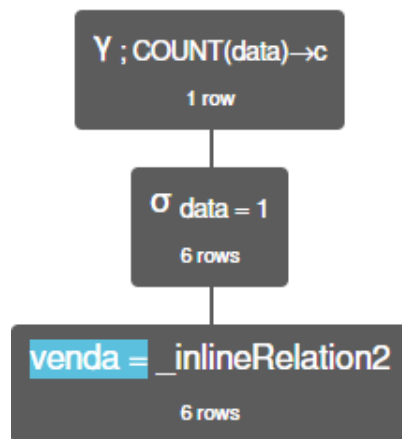 γ ; COUNT(data)→c
1 row
σ data = 1
6 rows
venda = _inlineRelation2
6 rows